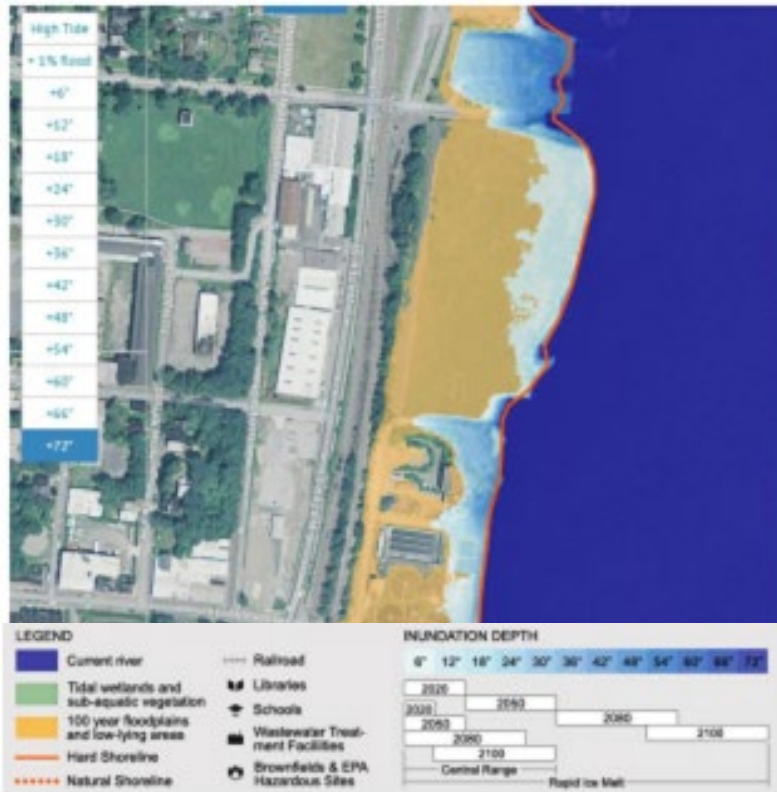 High Tide
+ 1% flood
+6"
+12"
+18"
+24"
+30"
+36"
+42"
+48"
+54"
+60"
+66"
+72"
LEGEND
Current river
Tidal wetlands and
sub-aquatic vegetation
100 year floodplains
and low-lying areas
Hard Shoreline
Natural Shoreline
Railroad
Libraries
Schools
Wastewater Treat-
ment Facilities
Brownfields & EPA
Hazardous Sites
INUNDATION DEPTH
6" 12" 18" 24" 30" 36" 42" 48" 54" 60" 66" 72"
2020
2050
2080
2100
2020
2050
2080
2100
Central Range
Rapid Ice Melt